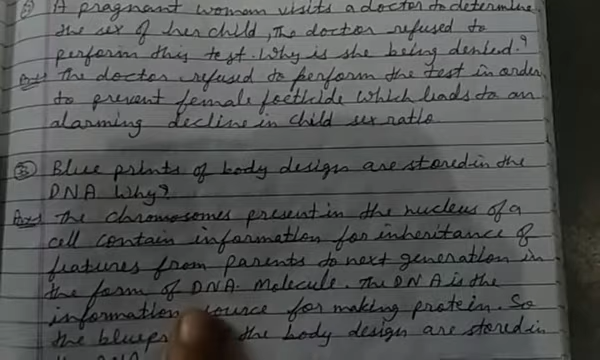 A pregnant woman visits a doctor to determine
the sex of her child, The doctor refused to
perform this test. Why is she being denied?
Ans: The doctor refused to perform the test in order
to prevent female foeticide which leads to an
alarming decline in child sex ratio
Blue prints of body design are stored in the
DNA. Why?
Ans: The chromosomes present in the nucleus of a
cell contain information for inheritance of
features from parents to next generation in
the form of DNA. Molecule. The DNA is the
information source for making protein. So
the the body design are stored in